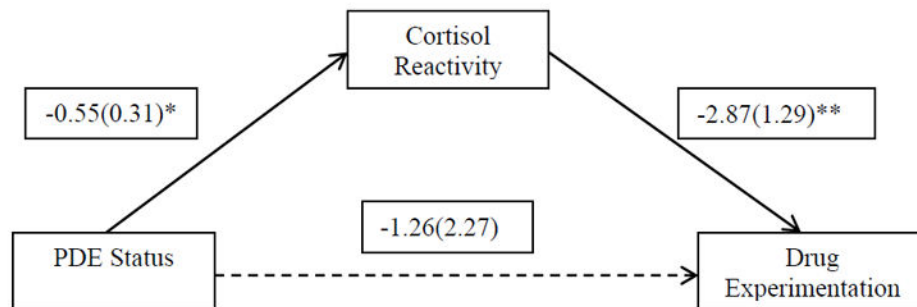 Cortisol
Reactivity
-0.55(0.31)*
-2.87(1.29)**
-1.26(2.27)
PDE Status
Drug
Experimentation